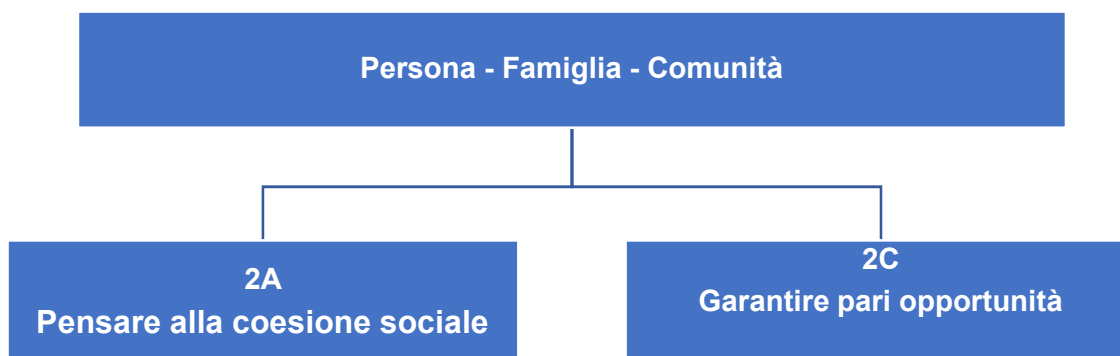 Persona - Famiglia - Comunità
2A
Pensare alla coesione sociale
2C
Garantire pari opportunità